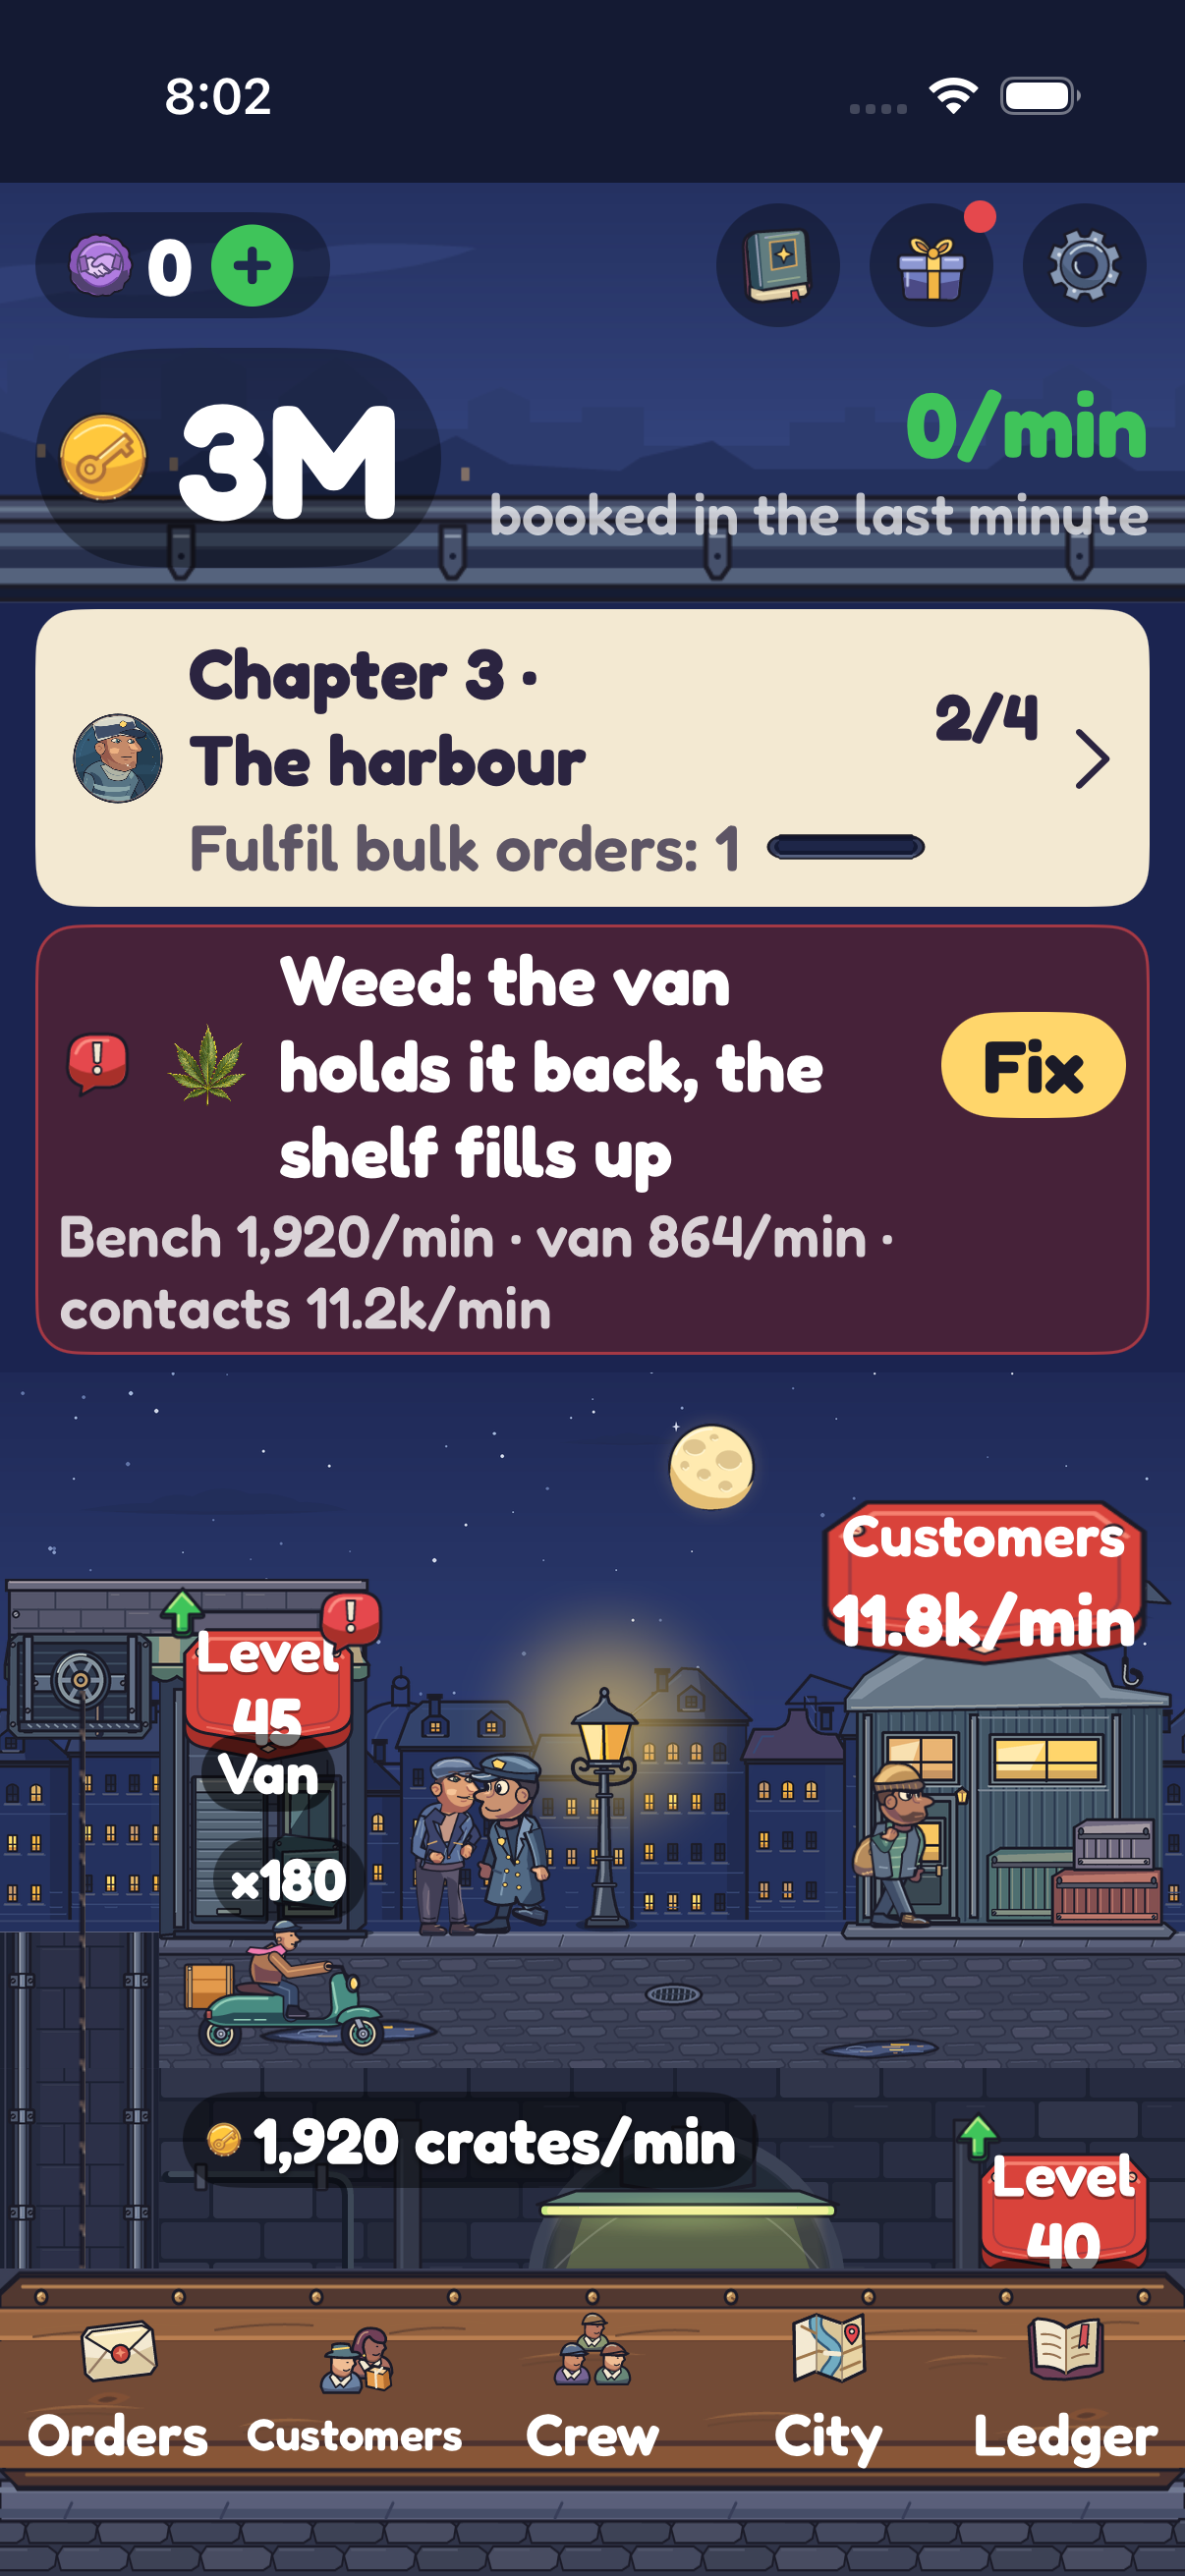 8:02
0
3M
0/min
booked in the last minute
Chapter 3 ·
The harbour
2/4
Fulfil bulk orders: 1
Weed: the van
holds it back, the
shelf fills up
Fix
Bench 1,920/min · van 864/min ·
contacts 11.2k/min
Customers
11.8k/min
Level
45
Van
×180
1,920 crates/min
Level
40
Orders
Customers
Crew
City
Ledger